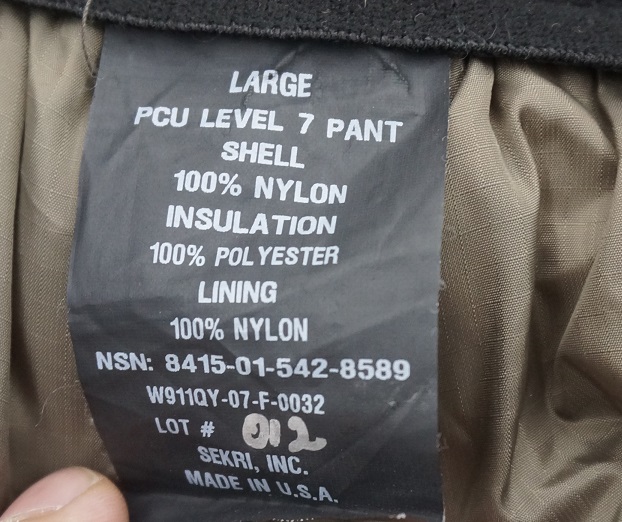 LARGE
PCU LEVEL 7 PANT
SHELL
100% NYLON
INSULATION
100% POLYESTER
LINING
100% NYLON
NSN: 8415-01-542-8589
W911QY-07-F-0032
LOT # 012
SEKRI, INC.
MADE IN U.S.A.